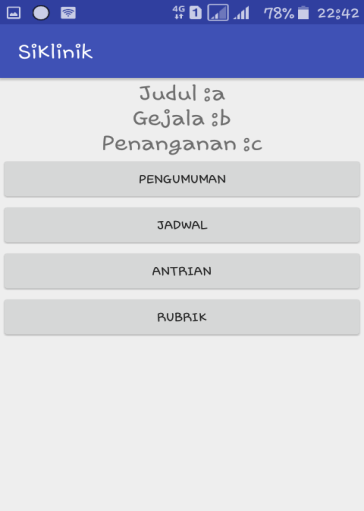 4G 1 78% 22:42
SiKlinik
Judul :a
Gejala :b
Penanganan :c
PENGUMUMAN
JADWAL
ANTRIAN
RUBRIK